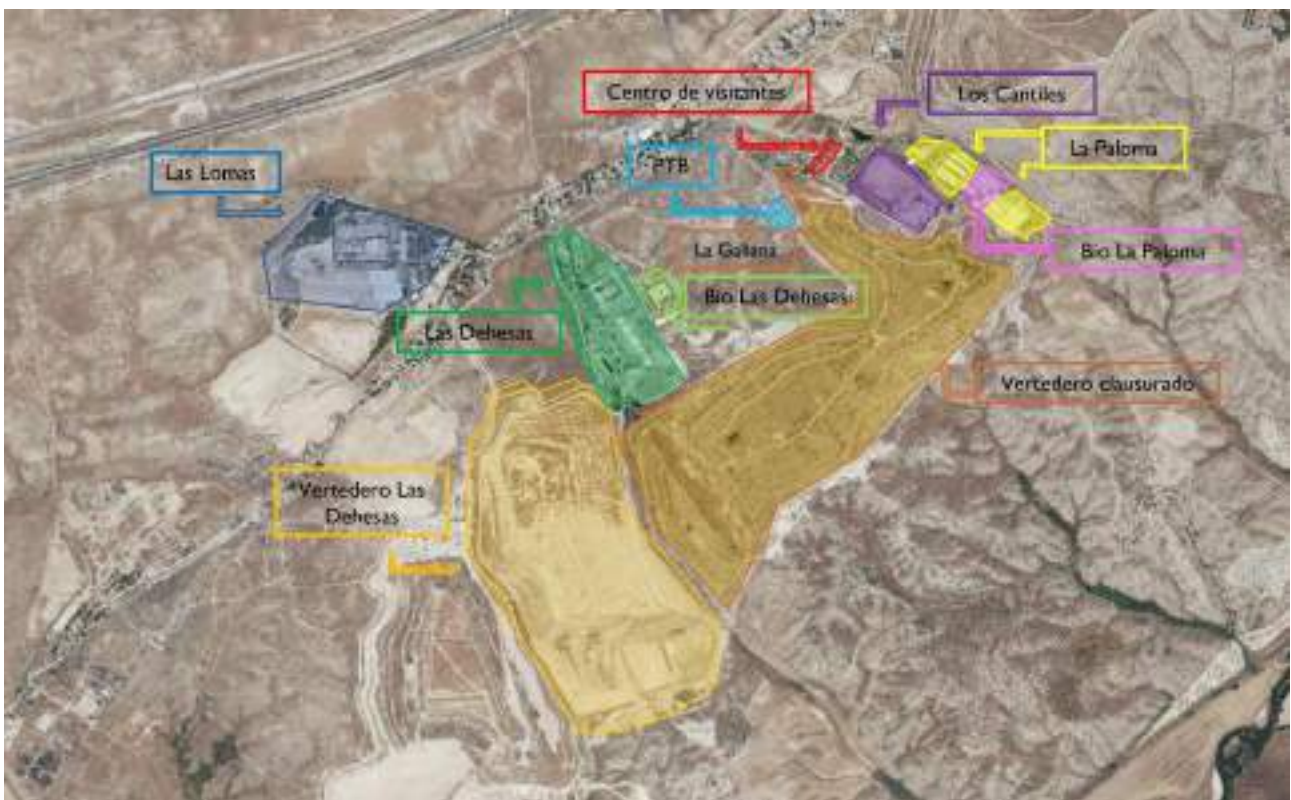 Centro de visitantes
Los Cantiles
La Paloma
Las Lomas
PTB
La Gallana
Bio La Paloma
Bio Las Dehesas
Las Dehesas
Vertedero clausurado
Vertedero Las
Dehesas